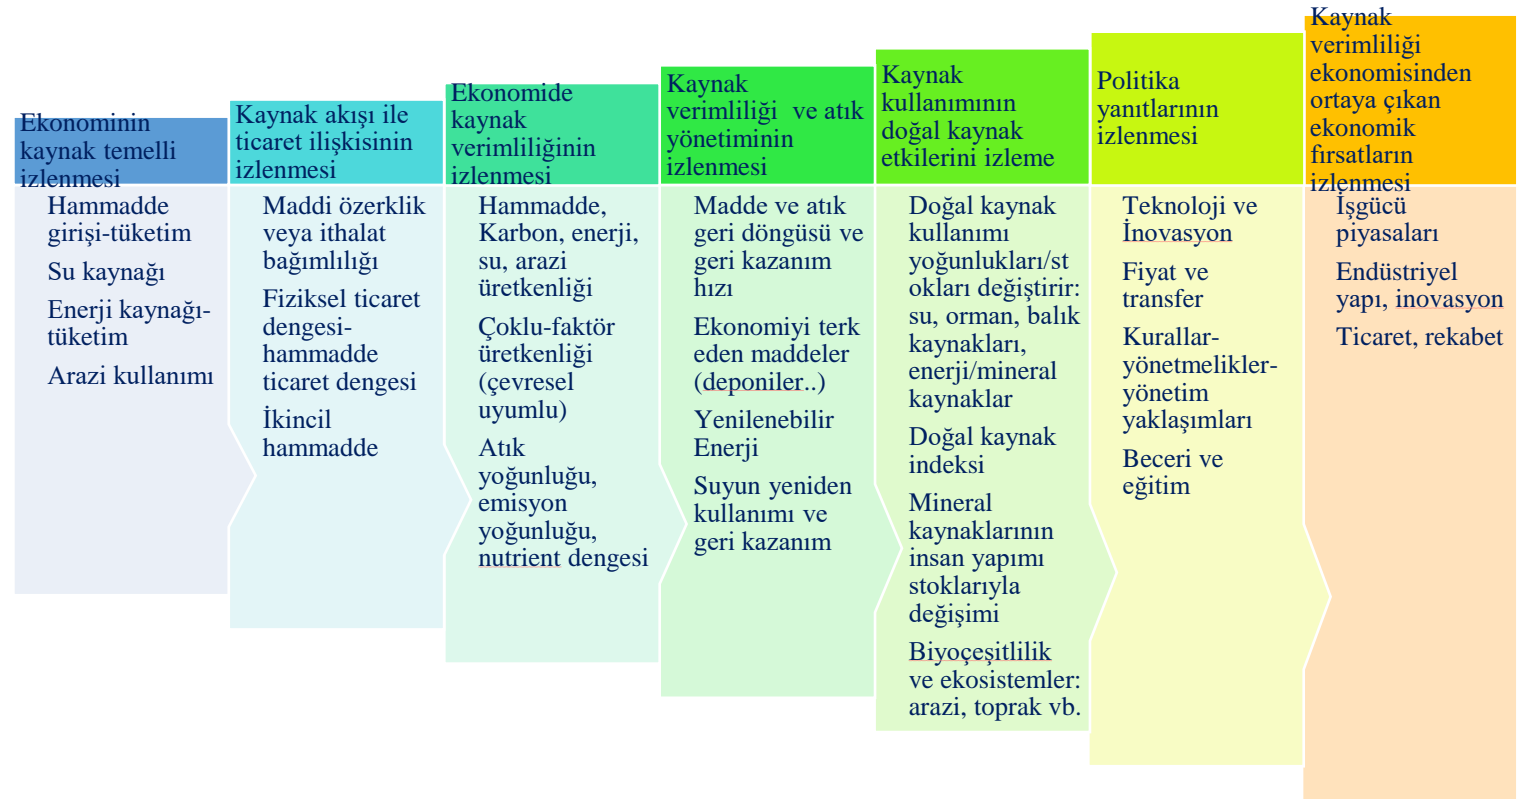 Ekonominin
kaynak temelli
izlenmesi
Hammadde
girişi-tüketim
Su kaynağı
Enerji kaynağı-
tüketim
Arazi kullanımı
Kaynak akışı ile
ticaret ilişkisinin
izlenmesi
Maddi özerklik
veya ithalat
bağımlılığı
Fiziksel ticaret
dengesi-
hammadde
ticaret dengesi
İkincil
hammadde
Ekonomide
kaynak
verimliliğinin
izlenmesi
Hammadde,
Karbon, enerji,
su, arazi
üretkenliği
Çoklu-faktör
üretkenliği
(çevresel
uyumlu)
Atık
yoğunluğu,
emisyon
yoğunluğu,
nutrient dengesi
Kaynak
verimliliği ve atık
yönetiminin
izlenmesi
Madde ve atık
geri döngüsü ve
geri kazanım
hızı
Ekonomiyi terk
eden maddeler
(deponiler..)
Yenilenebilir
Enerji
Suyun yeniden
kullanımı ve
geri kazanım
Kaynak
kullanımının
doğal kaynak
etkilerini izleme
Doğal kaynak
kullanımı
yoğunlukları/st
okları değiştirir:
su, orman, balık
kaynakları,
enerji/mineral
kaynaklar
Doğal kaynak
indeksi
Mineral
kaynaklarının
insan yapımı
stoklarıyla
değişimi
Biyoçeşitlilik
ve ekosistemler:
arazi, toprak vb.
Politika
yanıtlarının
izlenmesi
Teknoloji ve
İnovasyon
Fiyat ve
transfer
Kurallar-
yönetmelikler-
yönetim
yaklaşımları
Beceri ve
eğitim
Kaynak
verimliliği
ekonomisinden
ortaya çıkan
ekonomik
fırsatların
izlenmesi
İşgücü
piyasaları
Endüstriyel
yapı, inovasyon
Ticaret, rekabet